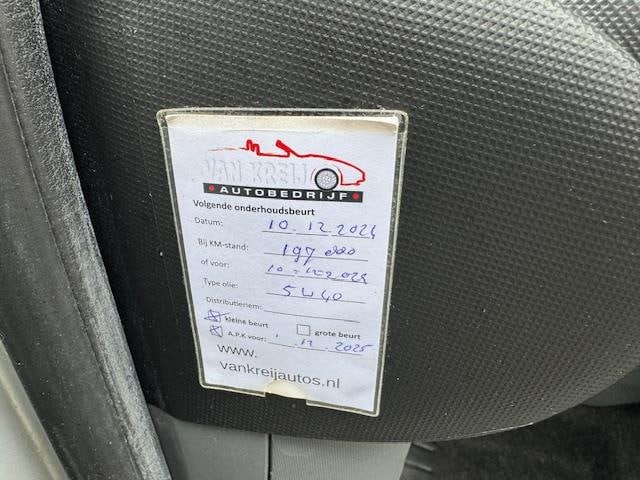 VAN KREIJ
• AUTOBEDRIJF •
Volgende onderhoudsbeurt
Datum: 10.12.2024
Bij KM-stand: 197 000
of voor: 10-12-2025
Type olie: 5W40
Distributieriem:
kleine beurt grote beurt
A.P.K voor: 12 2025
www.
vankreijautos.nl